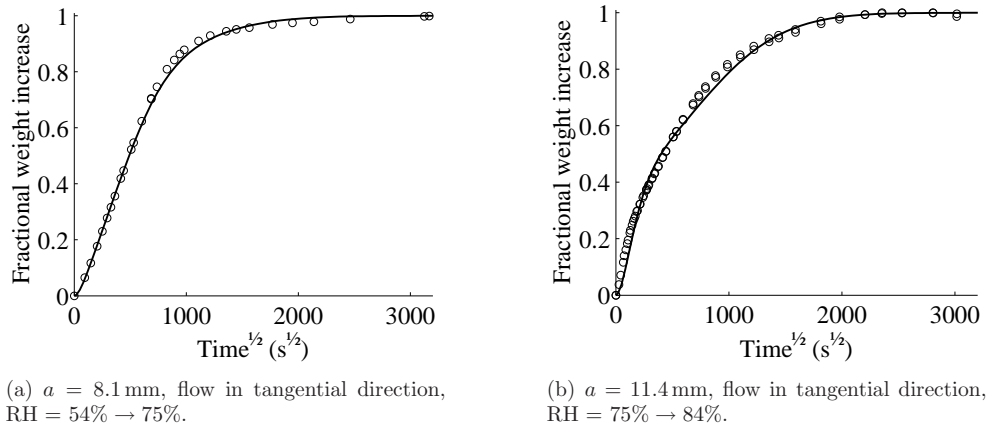 Fractional weight increase
1
0.8
0.6
0.4
0.2
0
0 1000 2000 3000
Time½ (s½)
(a) a = 8.1 mm, flow in tangential direction,
RH = 54% → 75%.
Fractional weight increase
1
0.8
0.6
0.4
0.2
0
0 1000 2000 3000
Time½ (s½)
(b) a = 11.4 mm, flow in tangential direction,
RH = 75% → 84%.